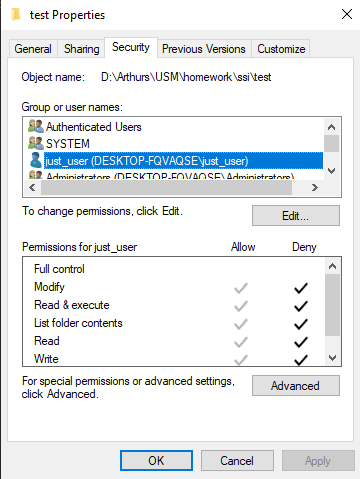 test Properties
General Sharing Security Previous Versions Customize
Object name: D:\Arthurs\USM\homework\ssi\test
Group or user names:
Authenticated Users
SYSTEM
just_user (DESKTOP-FQVAQSE\just_user)
Administrators (DESKTOP-FQVAQSE\Administrators)
To change permissions, click Edit.
Edit...
Permissions for just_user Allow Deny
Full control
Modify
Read & execute
List folder contents
Read
Write
For special permissions or advanced settings,
click Advanced.
Advanced
OK Cancel Apply